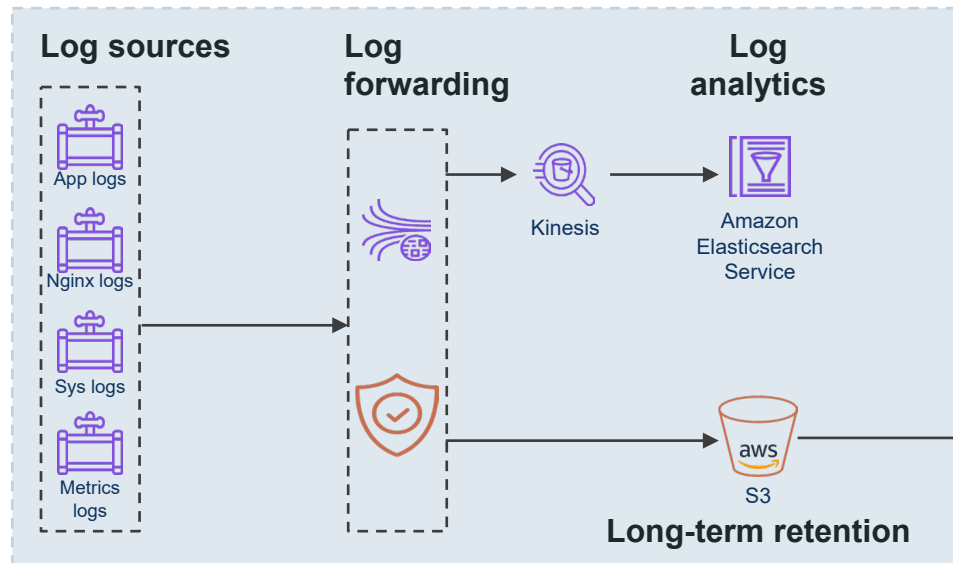 Log sources
Log
forwarding
Log
analytics
App logs
Nginx logs
Sys logs
Metrics
logs
Kinesis
Amazon
Elasticsearch
Service
aws
S3
Long-term retention